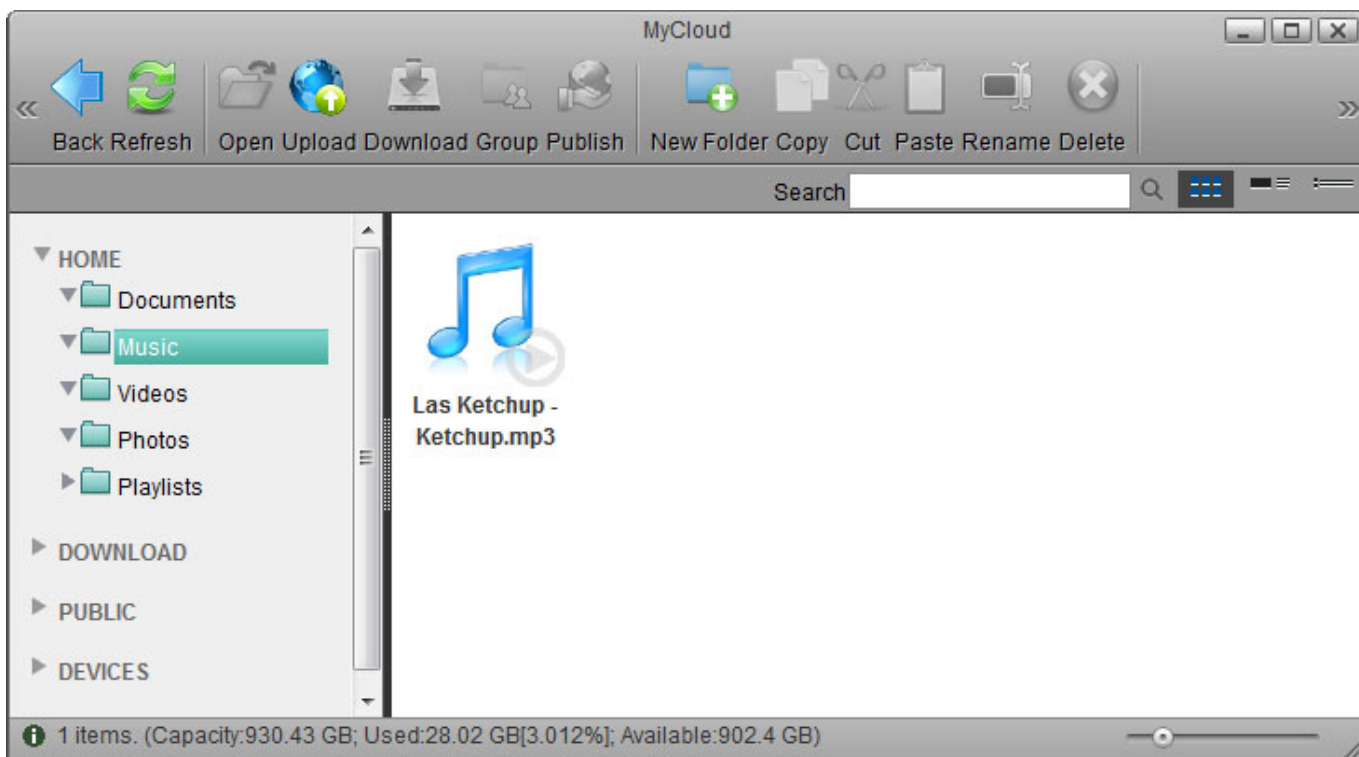 MyCloud
Back Refresh Open Upload Download Group Publish New Folder Copy Cut Paste Rename Delete
Search
HOME
Documents
Music
Videos
Photos
Playlists
DOWNLOAD
PUBLIC
DEVICES
Las Ketchup -
Ketchup.mp3
1 items. (Capacity:930.43 GB; Used:28.02 GB[3.012%]; Available:902.4 GB)